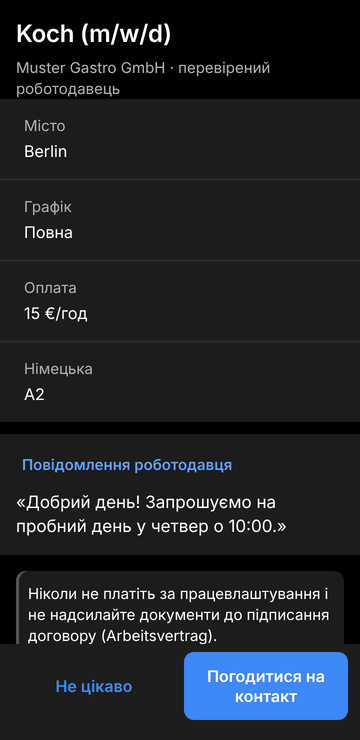 Koch (m/w/d)
Muster Gastro GmbH · перевірений
роботодавець
Місто
Berlin
Графік
Повна
Оплата
15 €/год
Німецька
A2
Повідомлення роботодавця
«Добрий день! Запрошуємо на
пробний день у четвер о 10:00.»
Ніколи не платіть за працевлаштування і
не надсилайте документи до підписання
договору (Arbeitsvertrag).
Не цікаво
Погодитися на
контакт